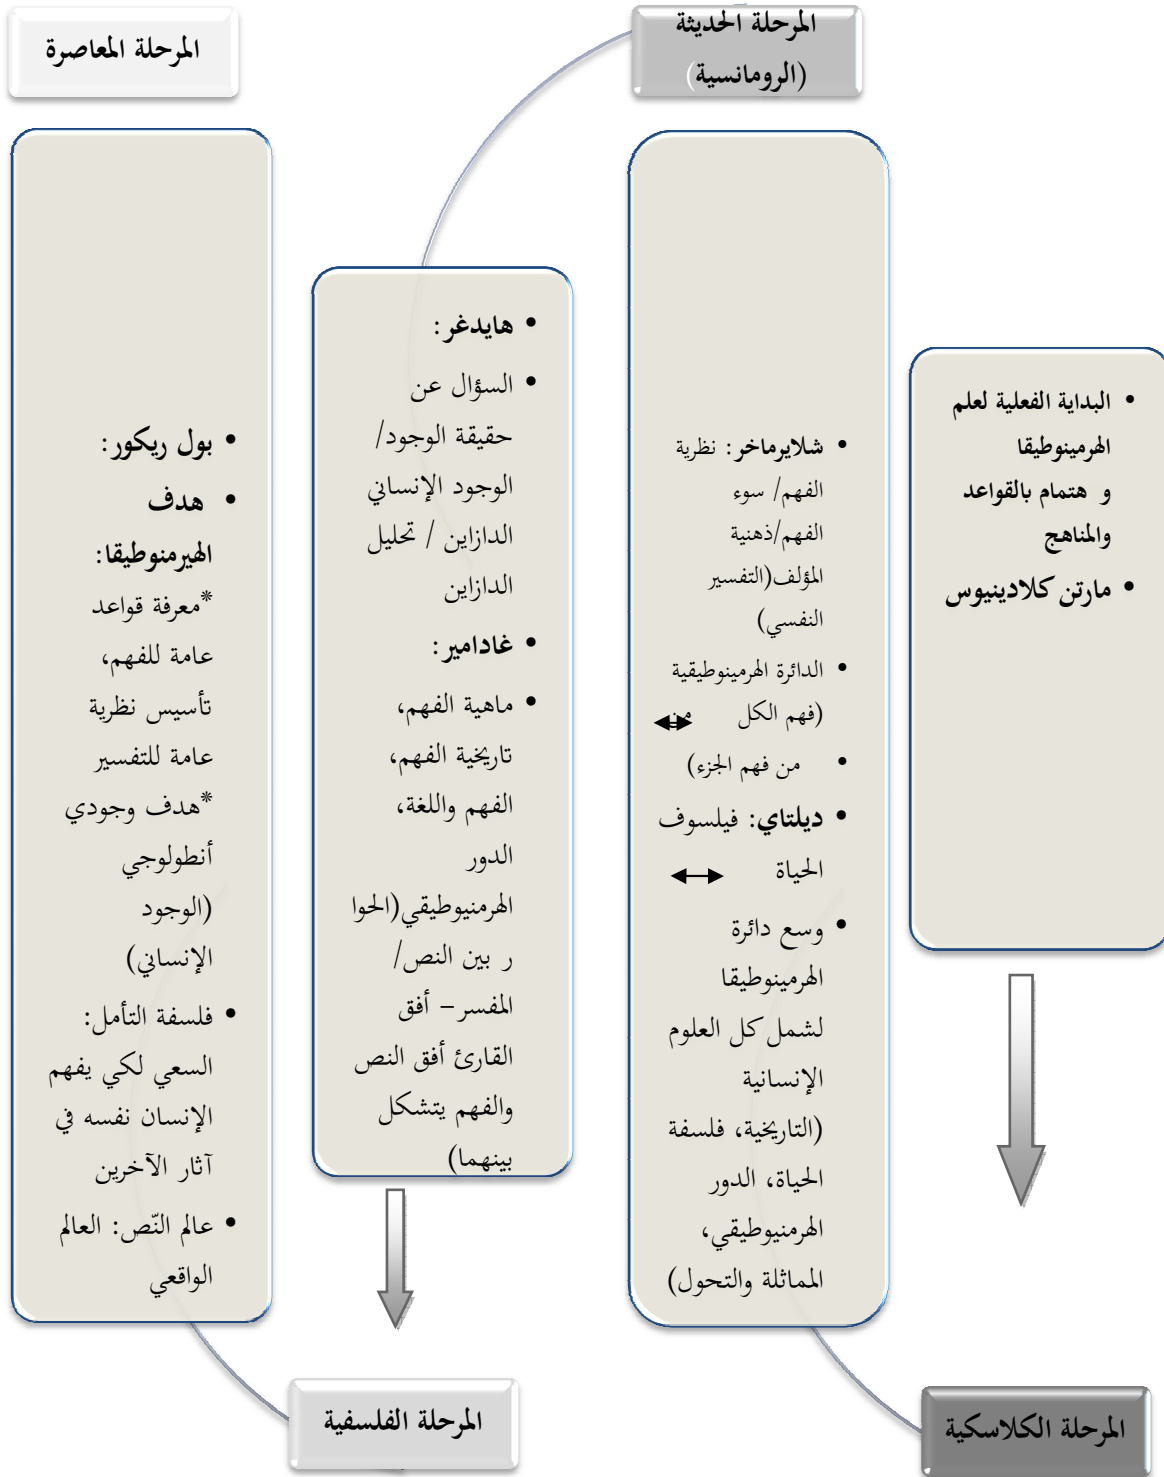 المرحلة الحديثة
(الرومانسية)
المرحلة المعاصرة
البداية الفعلية لعلم
الهرمينوطيقا
و هتمام بالقواعد
والمناهج
مارتن كلادينيوس
المرحلة الكلاسكية
شلايرماخر: نظرية
الفهم/ سوء
الفهم/ذهنية
المؤلف(التفسير
النفسي)
الدائرة الهرمينوطيقية
(فهم الكل من
من فهم الجزء)
ديلتاي: فيلسوف
الحياة
وسع دائرة
الهرمينوطيقا
لشمل كل العلوم
الإنسانية
(التاريخية، فلسفة
الحياة، الدور
الهرمنيوطيقي،
المماثلة والتحول)
هايدغر:
السؤال عن
حقيقة الوجود/
الوجود الإنساني
الدازاين / تحليل
الدازاين
غادامير:
ماهية الفهم،
تاريخية الفهم،
الفهم واللغة،
الدور
الهرمنيوطيقي(الحوا
ر بين النص/
المفسر– أفق
القارئ أفق النص
والفهم يتشكل
بينهما)
المرحلة الفلسفية
بول ريكور:
هدف
الهيرمنوطيقا:
*معرفة قواعد
عامة للفهم،
تأسيس نظرية
عامة للتفسير
*هدف وجودي
أنطولوجي
(الوجود
الإنساني)
فلسفة التأمل:
السعي لكي يفهم
الإنسان نفسه في
آثار الآخرين
عالم النّص: العالم
الواقعي